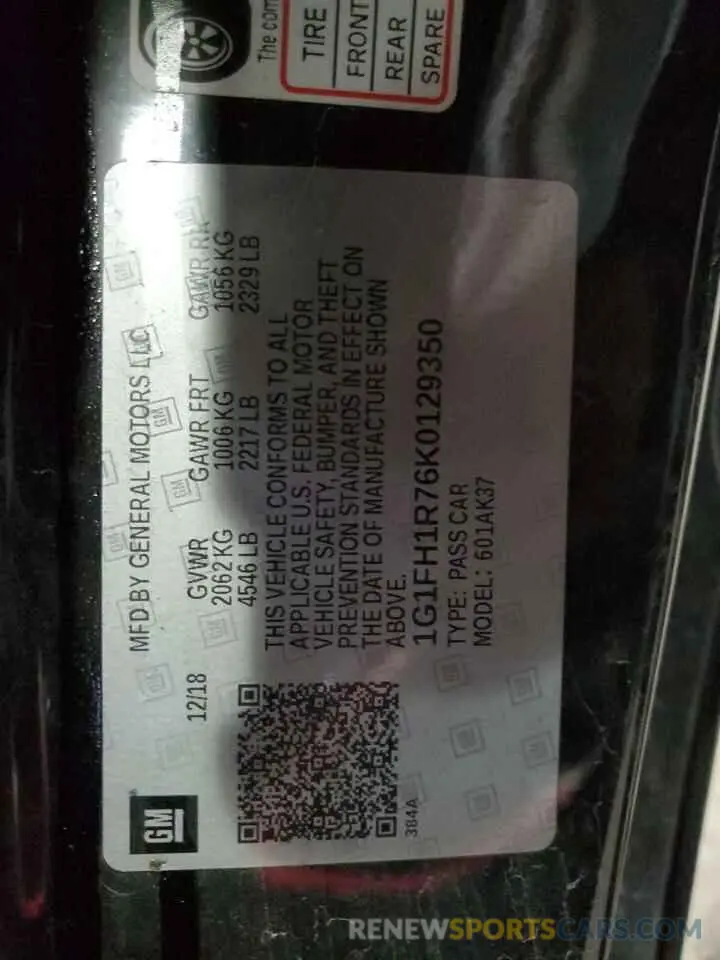 The com
TIRE
FRONT
REAR
SPARE
MFD BY GENERAL MOTORS LLC
12/18 GVWR GAWR FRT GAWR RR
2062 KG 1006 KG 1056 KG
4546 LB 2217 LB 2329 LB
THIS VEHICLE CONFORMS TO ALL
APPLICABLE U.S. FEDERAL MOTOR
VEHICLE SAFETY, BUMPER, AND THEFT
PREVENTION STANDARDS IN EFFECT ON
THE DATE OF MANUFACTURE SHOWN
ABOVE.
1G1FH1R76K0129350
TYPE: PASS CAR
MODEL: 601AK37
GM
384A
RENEWSPORTSCARS.COM